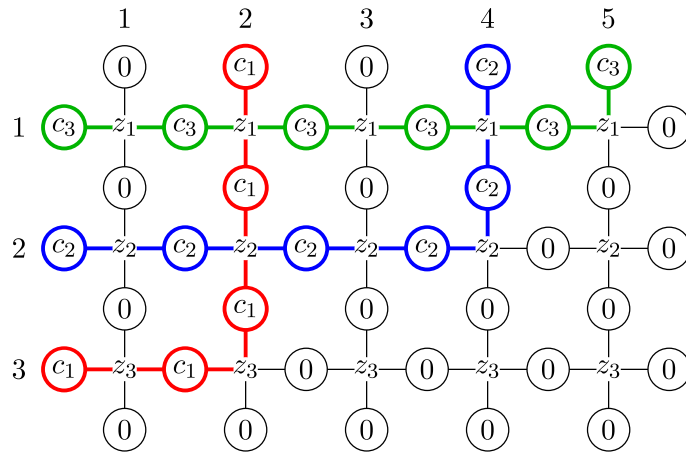 1 2 3 4 5
0 c₁ 0 c₂ c₃
1 c₃ z₁ c₃ z₁ c₃ z₁ c₃ z₁ c₃ z₁ 0
0 c₁ 0 c₂ 0
2 c₂ z₂ c₂ z₂ c₂ z₂ c₂ z₂ 0 z₂ 0
0 c₁ 0 0 0
3 c₁ z₃ c₁ z₃ 0 z₃ 0 z₃ 0 z₃ 0
0 0 0 0 0